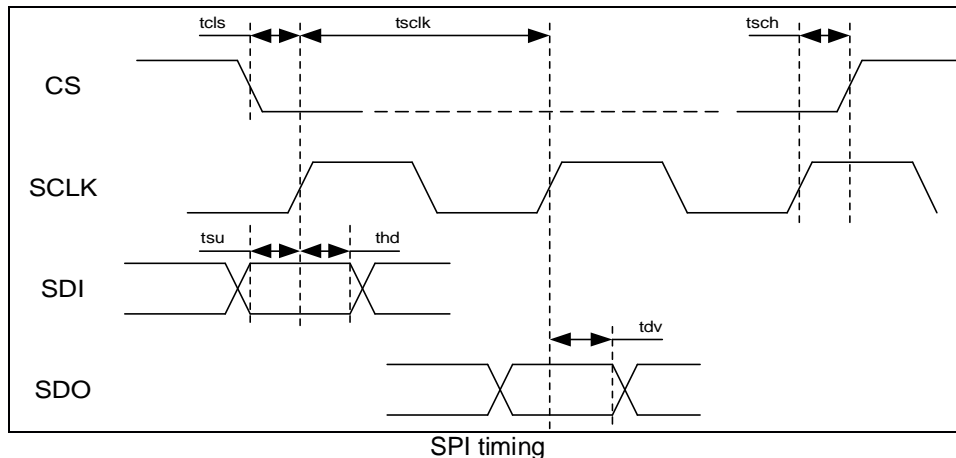 tcls tsclk tsch
CS
SCLK
tsu thd
SDI
tdv
SDO
SPI timing